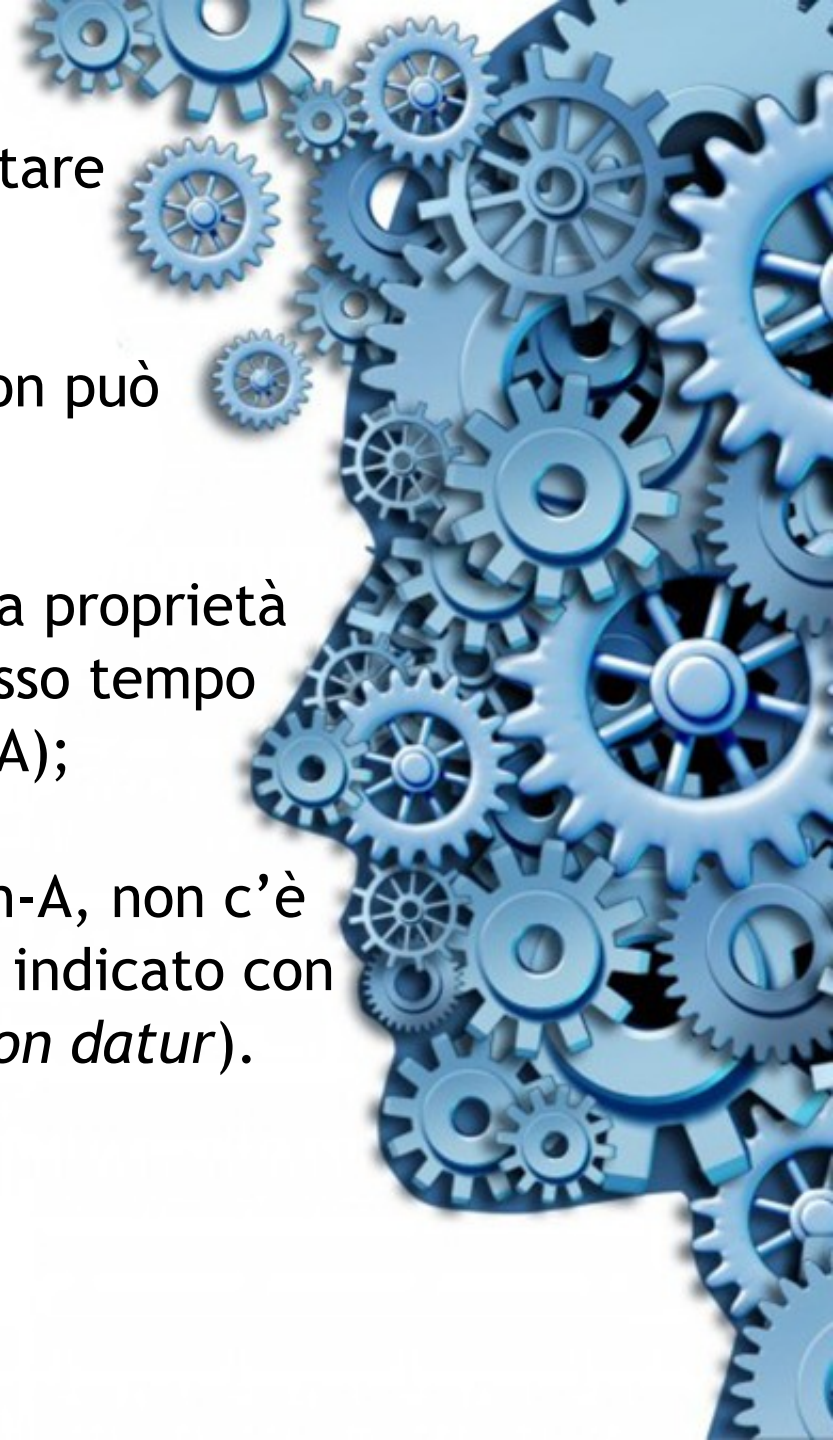 tare
on può
a proprietà
sso tempo
A);
n-A, non c’è
indicato con
on datur).